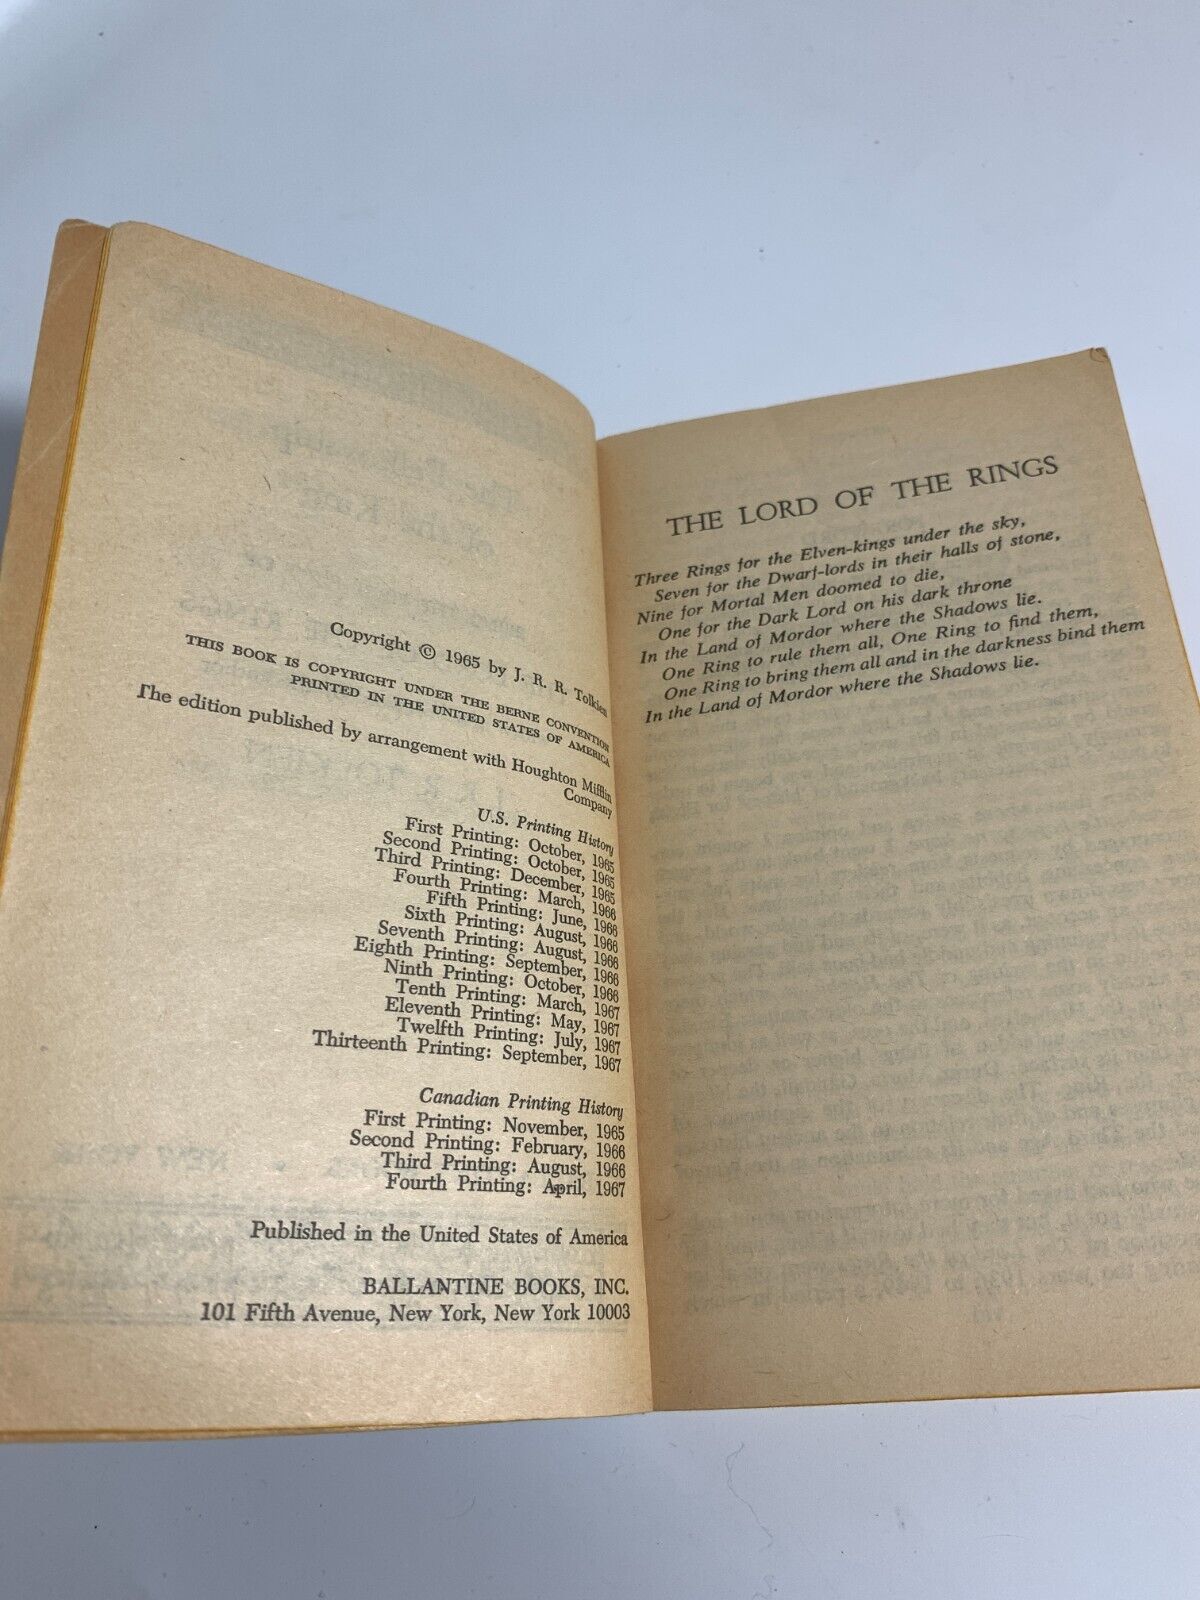 Copyright © 1965 by J. R. R. Tolkien
THIS BOOK IS COPYRIGHT UNDER THE BERNE CONVENTION
PRINTED IN THE UNITED STATES OF AMERICA
The edition published by arrangement with Houghton Mifflin
Company
U.S. Printing History
First Printing: October, 1965
Second Printing: October, 1965
Third Printing: December, 1965
Fourth Printing: March, 1966
Fifth Printing: June, 1966
Sixth Printing: August, 1966
Seventh Printing: August, 1966
Eighth Printing: September, 1966
Ninth Printing: October, 1966
Tenth Printing: March, 1967
Eleventh Printing: May, 1967
Twelfth Printing: July, 1967
Thirteenth Printing: September, 1967
Canadian Printing History
First Printing: November, 1965
Second Printing: February, 1966
Third Printing: August, 1966
Fourth Printing: April, 1967
Published in the United States of America
BALLANTINE BOOKS, INC.
101 Fifth Avenue, New York, New York 10003
THE LORD OF THE RINGS
Three Rings for the Elven-kings under the sky,
Seven for the Dwarf-lords in their halls of stone,
Nine for Mortal Men doomed to die,
One for the Dark Lord on his dark throne
In the Land of Mordor where the Shadows lie.
One Ring to rule them all, One Ring to find them,
One Ring to bring them all and in the darkness bind them
In the Land of Mordor where the Shadows lie.